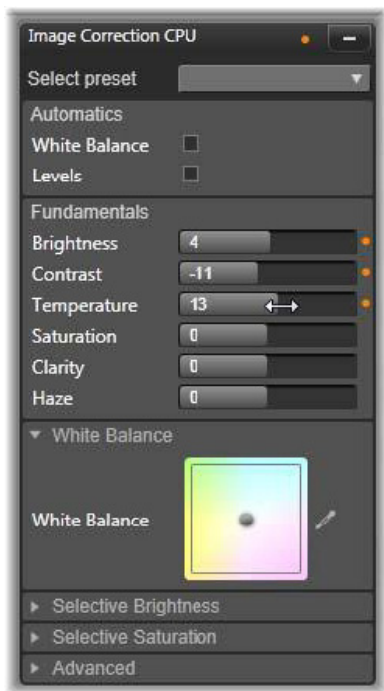 Image Correction CPU
Select preset
Automatics
White Balance
Levels
Fundamentals
Brightness 4
Contrast -11
Temperature 13
Saturation 0
Clarity 0
Haze 0
White Balance
White Balance
Selective Brightness
Selective Saturation
Advanced